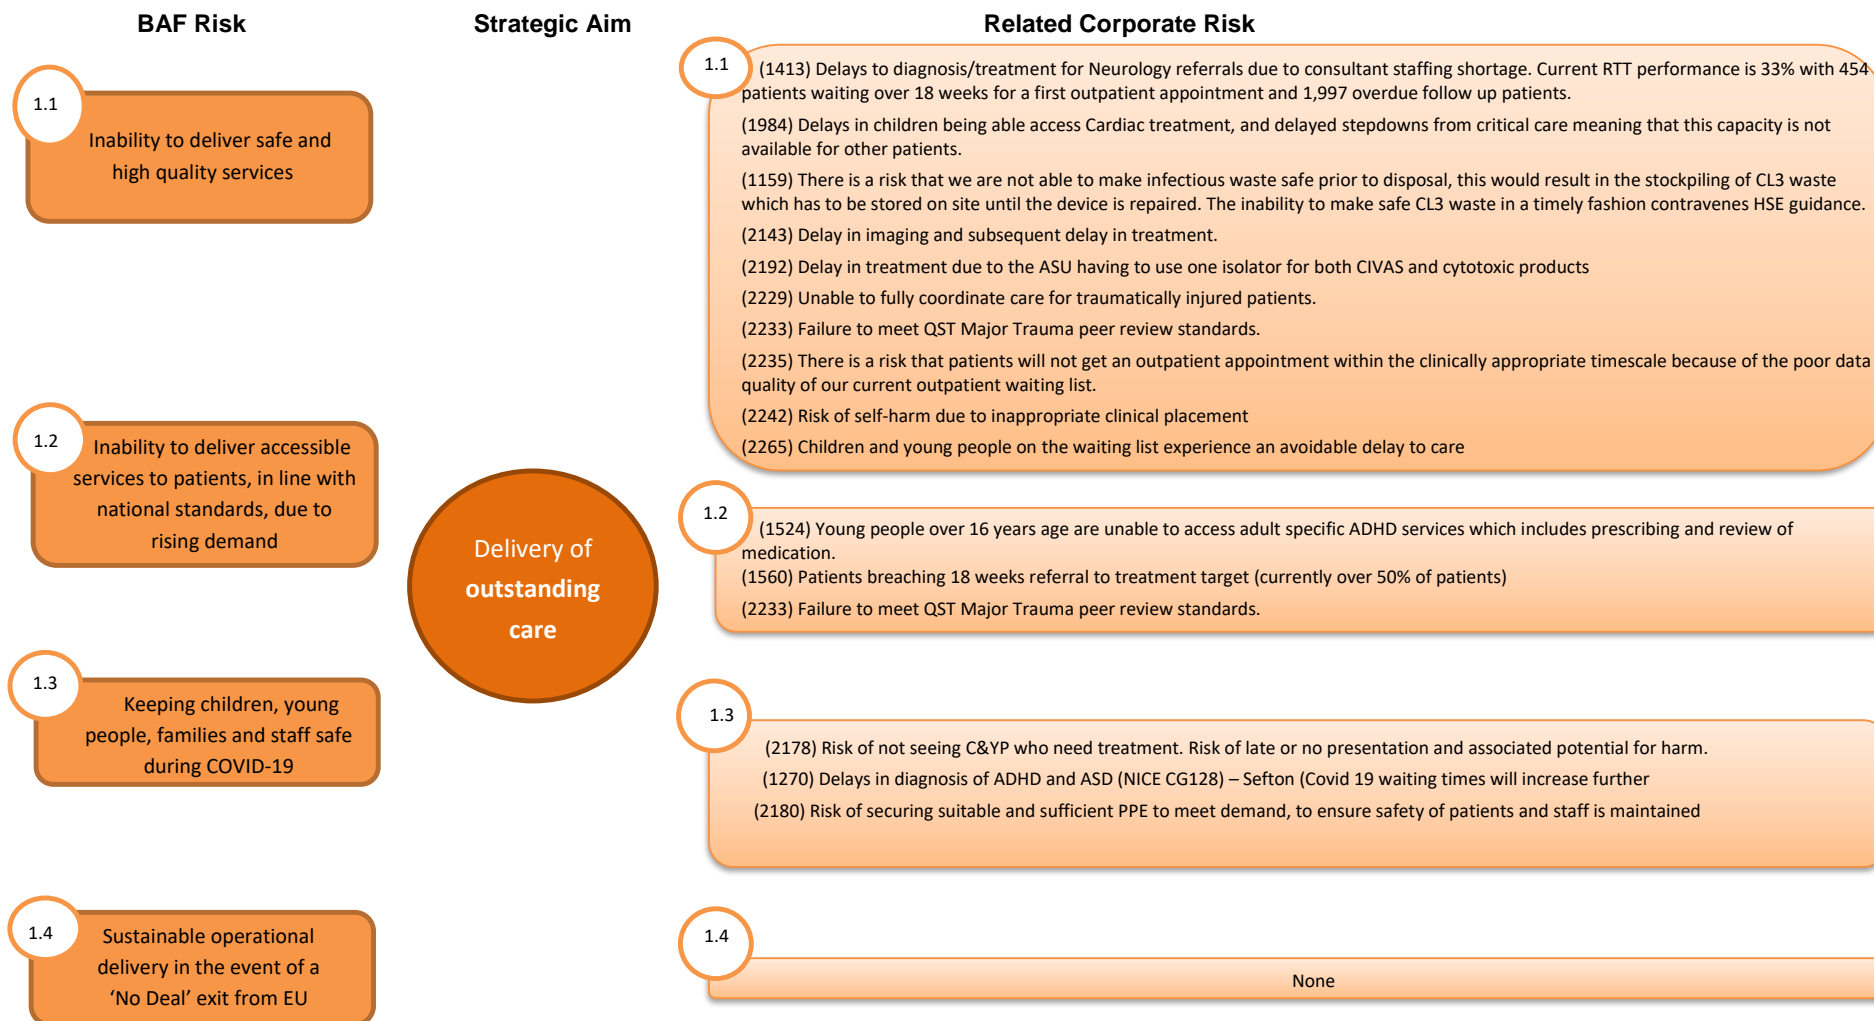 BAF Risk
Strategic Aim
Related Corporate Risk
1.1
Inability to deliver safe and
high quality services
1.2
Inability to deliver accessible
services to patients, in line with
national standards, due to
rising demand
1.3
Keeping children, young
people, families and staff safe
during COVID-19
1.4
Sustainable operational
delivery in the event of a
‘No Deal’ exit from EU
Delivery of
outstanding
care
1.1
(1413) Delays to diagnosis/treatment for Neurology referrals due to consultant staffing shortage. Current RTT performance is 33% with 454
patients waiting over 18 weeks for a first outpatient appointment and 1,997 overdue follow up patients.
(1984) Delays in children being able access Cardiac treatment, and delayed stepdowns from critical care meaning that this capacity is not
available for other patients.
(1159) There is a risk that we are not able to make infectious waste safe prior to disposal, this would result in the stockpiling of CL3 waste
which has to be stored on site until the device is repaired. The inability to make safe CL3 waste in a timely fashion contravenes HSE guidance.
(2143) Delay in imaging and subsequent delay in treatment.
(2192) Delay in treatment due to the ASU having to use one isolator for both CIVAS and cytotoxic products
(2229) Unable to fully coordinate care for traumatically injured patients.
(2233) Failure to meet QST Major Trauma peer review standards.
(2235) There is a risk that patients will not get an outpatient appointment within the clinically appropriate timescale because of the poor data
quality of our current outpatient waiting list.
(2242) Risk of self-harm due to inappropriate clinical placement
(2265) Children and young people on the waiting list experience an avoidable delay to care
1.2
(1524) Young people over 16 years age are unable to access adult specific ADHD services which includes prescribing and review of
medication.
(1560) Patients breaching 18 weeks referral to treatment target (currently over 50% of patients)
(2233) Failure to meet QST Major Trauma peer review standards.
1.3
(2178) Risk of not seeing C&YP who need treatment. Risk of late or no presentation and associated potential for harm.
(1270) Delays in diagnosis of ADHD and ASD (NICE CG128) – Sefton (Covid 19 waiting times will increase further
(2180) Risk of securing suitable and sufficient PPE to meet demand, to ensure safety of patients and staff is maintained
1.4
None